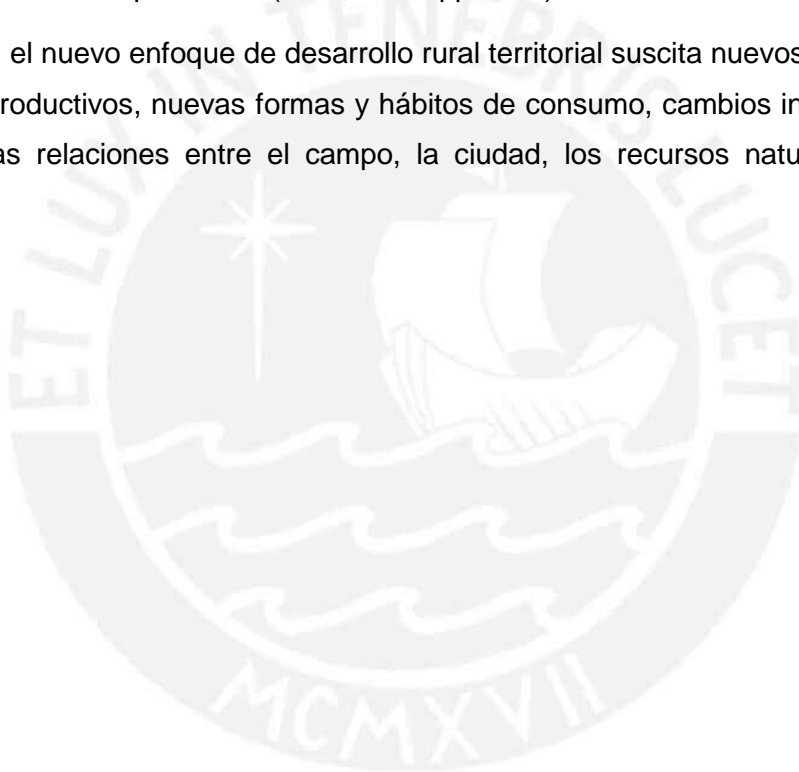 el nuevo enfoque de desarrollo rural territorial suscita nuevos
roductivos, nuevas formas y hábitos de consumo, cambios in
as relaciones entre el campo, la ciudad, los recursos natu
ET LUX IN TENEBRIS LUCET
MCMXVII